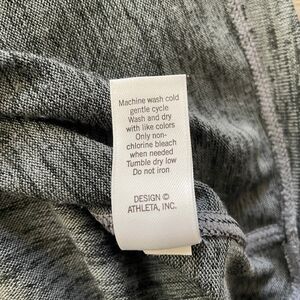 Machine wash cold
gentle cycle
Wash and dry
with like colors
Only non-
chlorine bleach
when needed
Tumble dry low
Do not iron
DESIGN ©
ATHLETA, INC.